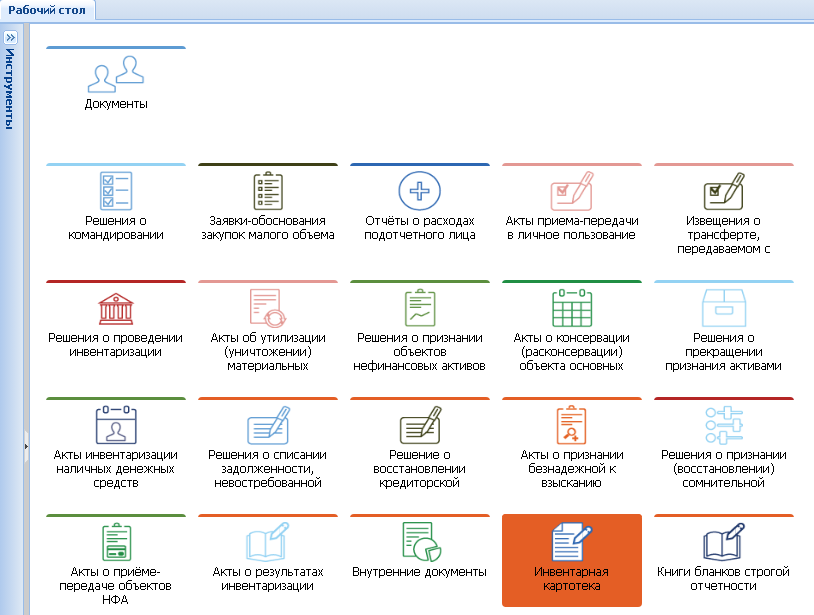 Рабочий стол
Инструменты
Документы
Решения о
командировании
Заявки-обоснования
закупок малого объема
Отчёты о расходах
подотчетного лица
Акты приема-передачи
в личное пользование
Извещения о
трансферте,
передаваемом с
Решения о проведении
инвентаризации
Акты об утилизации
(уничтожении)
материальных
Решения о признании
объектов
нефинансовых активов
Акты о консервации
(расконсервации)
объекта основных
Решения о
прекращении
признания активами
Акты инвентаризации
наличных денежных
средств
Решения о списании
задолженности,
невостребованной
Решение о
восстановлении
кредиторской
Акты о признании
безнадежной к
взысканию
Решения о признании
(восстановлении)
сомнительной
Акты о приёме-
передаче объектов
НФА
Акты о результатах
инвентаризации
Внутренние документы
Инвентарная
картотека
Книги бланков строгой
отчетности